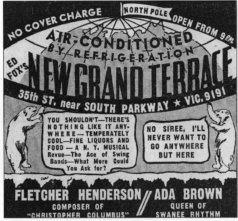 NO COVER CHARGE
NORTH POLE
OPEN FROM 9 P.M.
AIR-CONDITIONED
BY REFRIGERATION
ED FOX'S
NEW GRAND TERRACE
35th ST. near SOUTH PARKWAY ★ VIC. 9191
YOU SHOULDN'T—THERE'S
NOTHING LIKE IT ANY-
WHERE — TEMPERATELY
COOL—FINE LIQUORS AND
FOOD — A N. Y. MUSICAL
Revue—The Ace of Swing
Bands—What More Could
You Ask for?
NO SIREE, I'LL
NEVER WANT TO
GO ANYWHERE
BUT HERE
FLETCHER HENDERSON // ADA BROWN
COMPOSER OF
"CHRISTOPHER COLUMBUS"
QUEEN OF
SWANEE RHYTHM